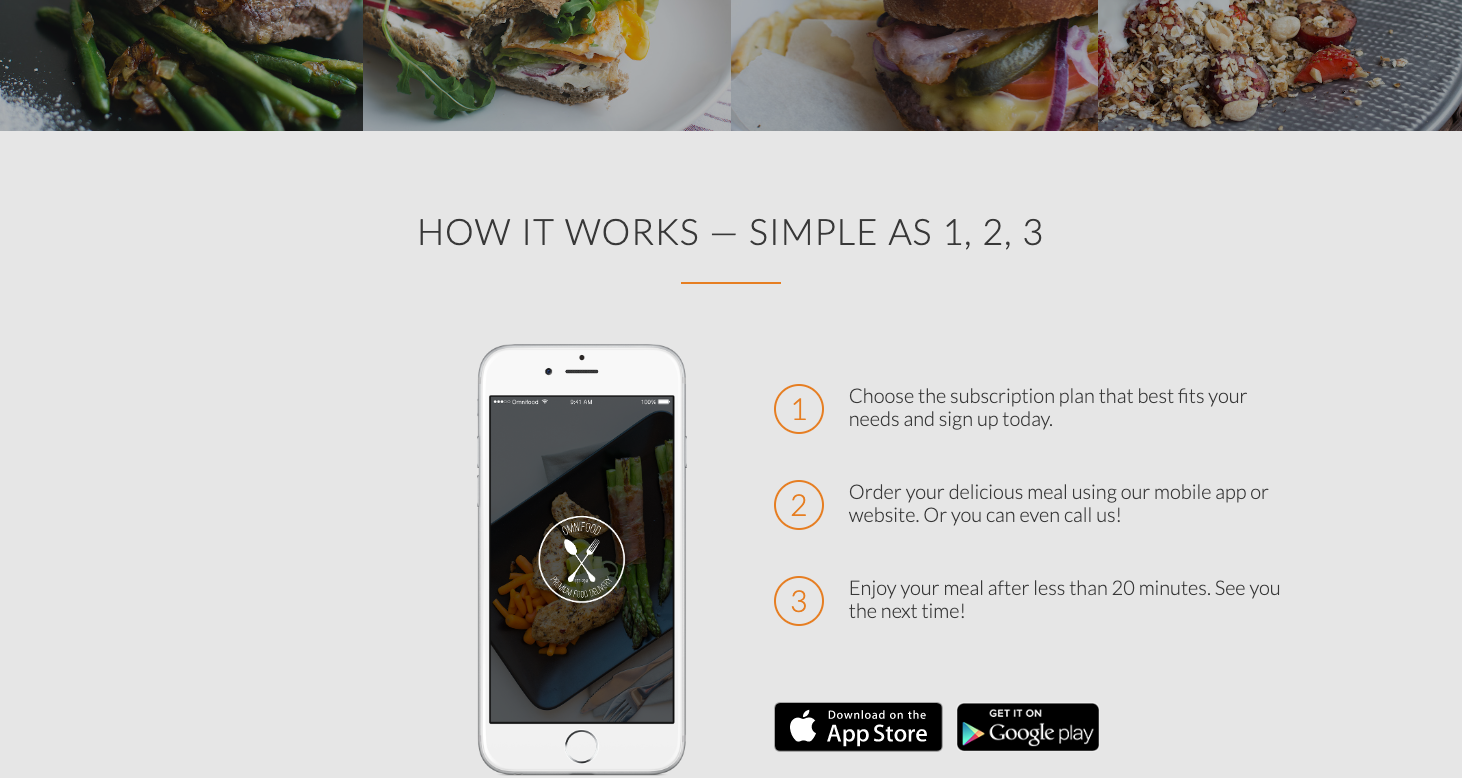 HOW IT WORKS — SIMPLE AS 1, 2, 3
Omnifood
9:41 AM
100%
OMNIFOOD
PREMIUM FOOD DELIVERY
1
Choose the subscription plan that best fits your
needs and sign up today.
2
Order your delicious meal using our mobile app or
website. Or you can even call us!
3
Enjoy your meal after less than 20 minutes. See you
the next time!
Download on the
App Store
GET IT ON
Google play